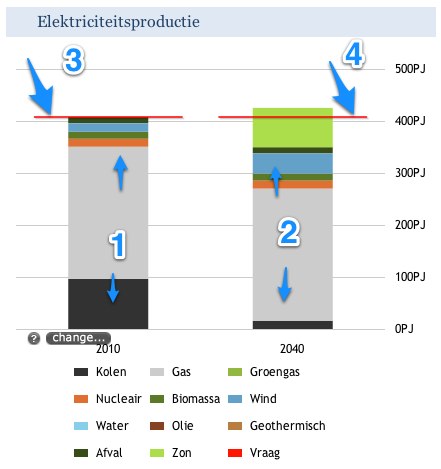 Elektriciteitsproductie
3
4
500PJ
400PJ
300PJ
1
2
200PJ
100PJ
0PJ
? change...
2010
2040
Kolen
Gas
Groengas
Nucleair
Biomassa
Wind
Water
Olie
Geothermisch
Afval
Zon
Vraag